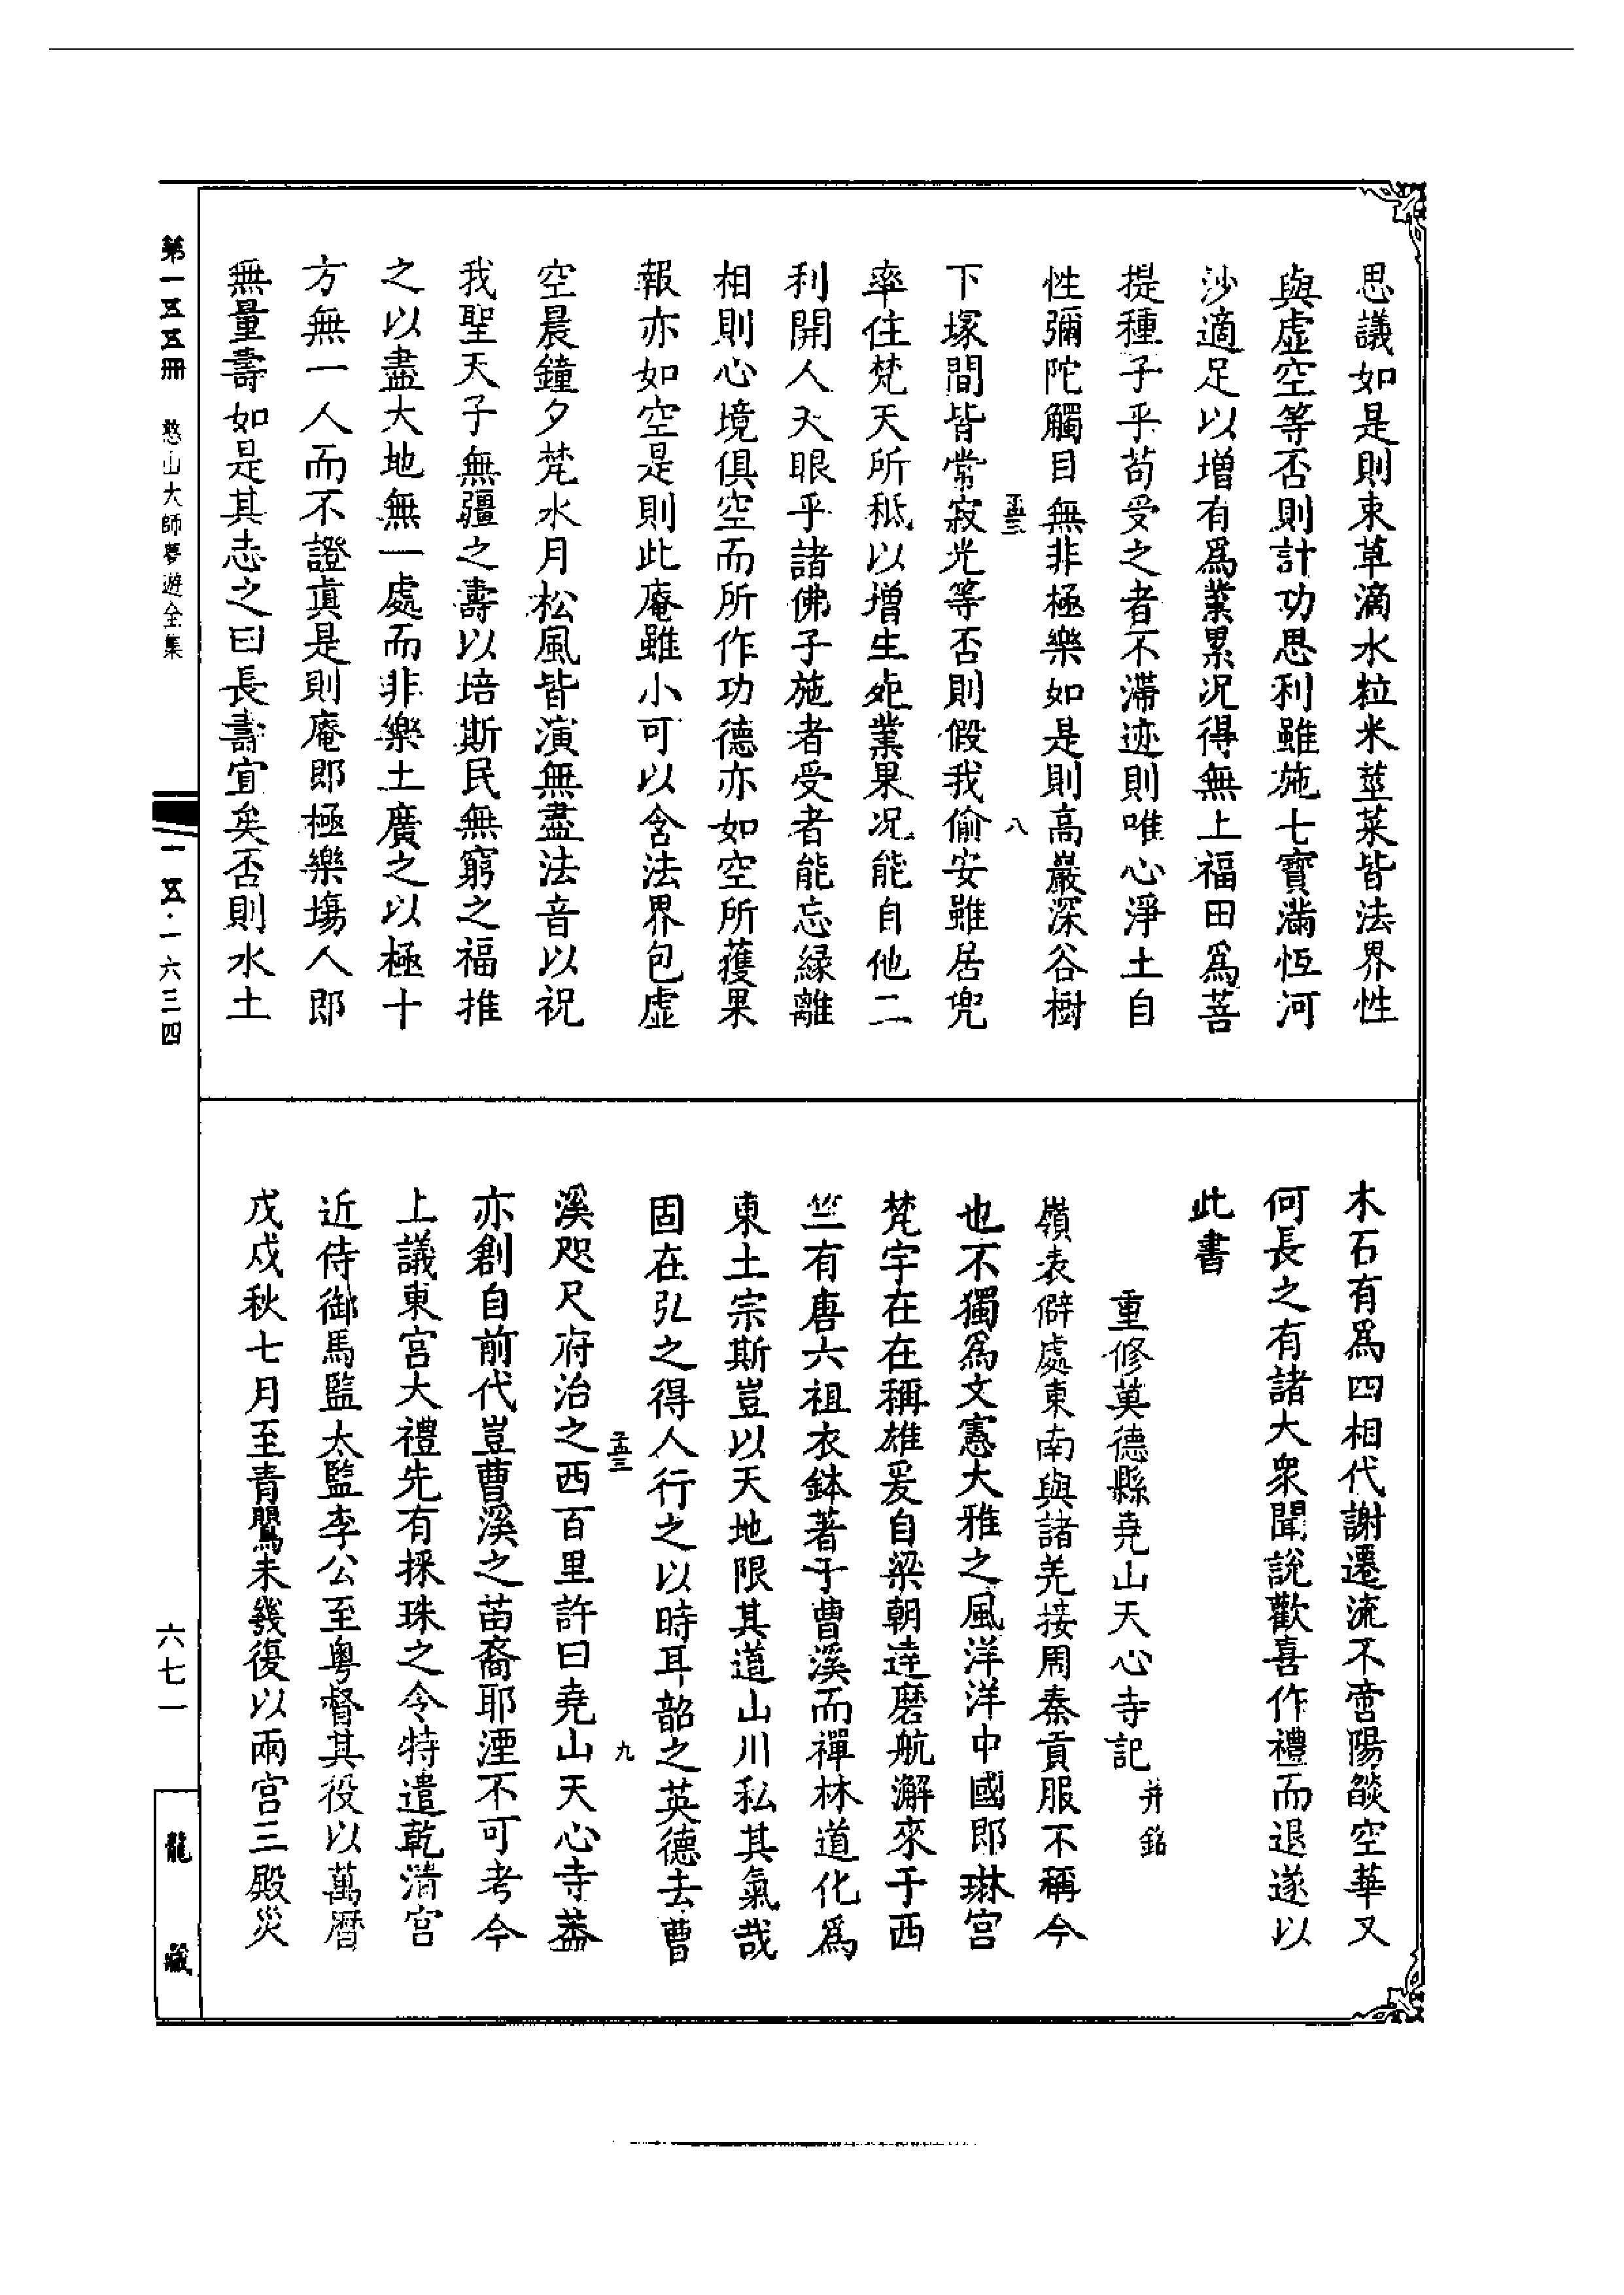 思議如是則束草滴水粒米莖菜皆法界性
與虛空等否則計功思利雖施七寶滿恆河
沙適足以增有爲業累况得無上福田爲菩
提種子乎苟受之者不滯迹則唯心淨土自
性彌陀觸目無非極樂如是則高巖深谷樹
八
下塚間皆常寂光等否則假我偷安雖居兜
率住梵天所秪以增生死業果况能自他二
利開人天眼乎諸佛子施者受者能忘緣離
相則心境俱空而所作功德亦如空所獲果
報亦如空是則此庵雖小可以含法界包虛
空晨鐘夕梵水月松風皆演無盡法音以祝
我聖天子無疆之壽以培斯民無窮之福推
之以盡大地無一處而非樂土廣之以極十
方無一人而不證眞是則庵即極樂塲人即
無量壽如是其志之曰長壽宜矣否則水土
木石有爲四相代謝遷流不啻陽燄空華又
何長之有諸大衆聞說歡喜作禮而退遂以
此書
重修英德縣堯山天心寺記并銘
嶺表僻處東南與諸羌接周秦貢服不稱今
也不獨爲文憲大雅之風洋洋中國即琳宮
梵宇在在稱雄爰自梁朝達磨航澥來于西
竺有唐六祖衣鉢著于曹溪而禪林道化爲
東土宗斯豈以天地限其道山川私其氣哉
固在弘之得人行之以時耳韶之英德去曹
九
溪咫尺府治之西百里許曰堯山天心寺葢
亦創自前代豈曹溪之苗裔耶湮不可考今
上議東宮大禮先有採珠之令特遣乾清宮
近侍御馬監太監李公至粵督其役以萬曆
戊戌秋七月至青鸎未幾復以兩宮三殿災
第一五五冊 憨山大師夢遊全集
一五·一六三四
六七一
龍藏